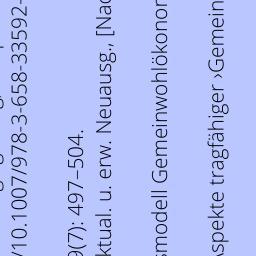 /10.1007/978-3-658-33592-
9(7): 497–504.
ktual. u. erw. Neuausg., [Nac
smodell Gemeinwohlökonor
Aspekte tragfähiger ›Gemein